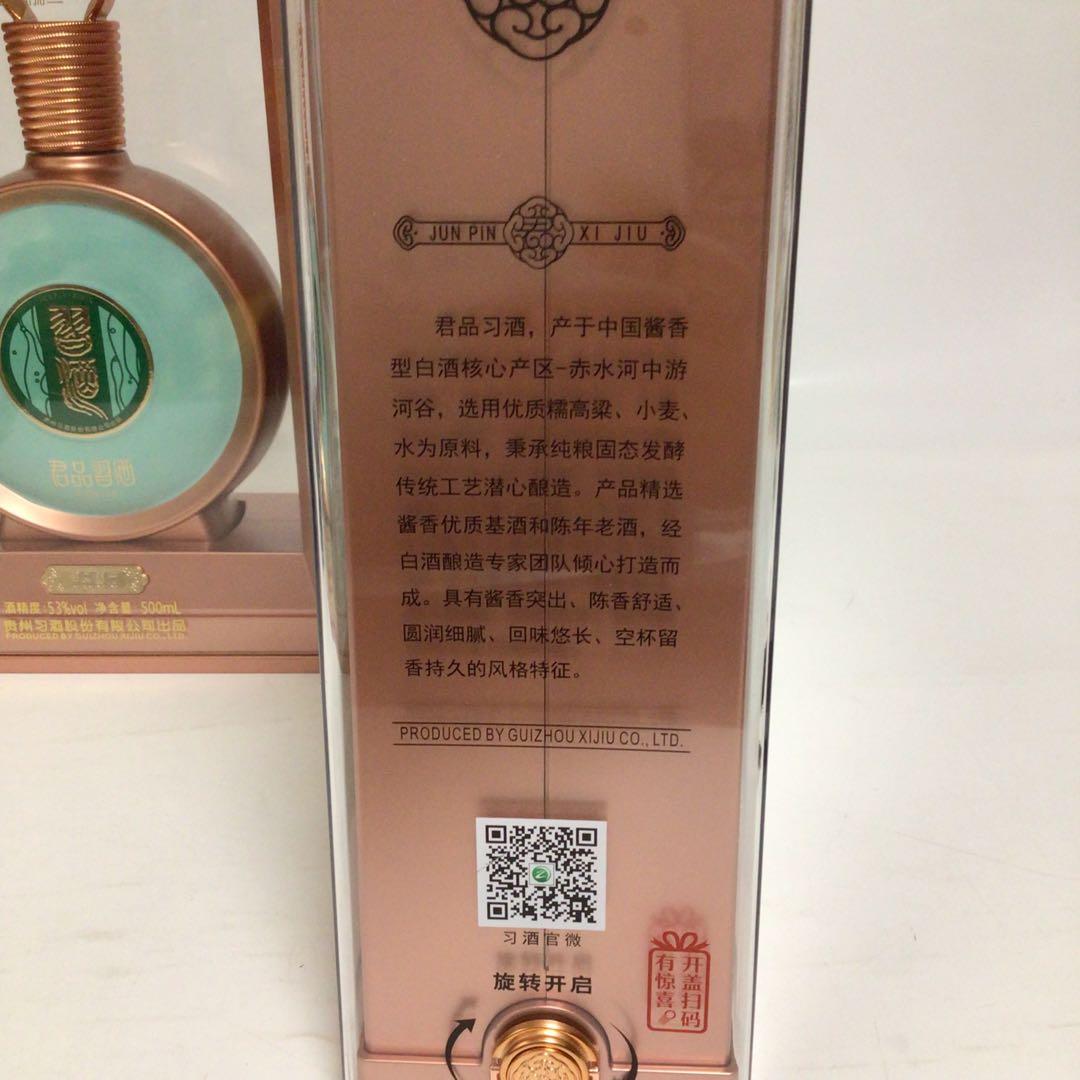 习酒
君品习酒
酒精度:53%vol 净含量:500mL
贵州习酒股份有限公司出品
PRODUCED BY GUIZHOU XIJIU CO., LTD.
JUN PIN 君品 XI JIU
君品习酒，产于中国酱香
型白酒核心产区-赤水河中游
河谷，选用优质糯高粱、小麦、
水为原料，秉承纯粮固态发酵
传统工艺潜心酿造。产品精选
酱香优质基酒和陈年老酒，经
白酒酿造专家团队倾心打造而
成。具有酱香突出、陈香舒适、
圆润细腻、回味悠长、空杯留
香持久的风格特征。
PRODUCED BY GUIZHOU XIJIU CO., LTD.
习酒官微
旋转开启
开盖扫码
有惊喜